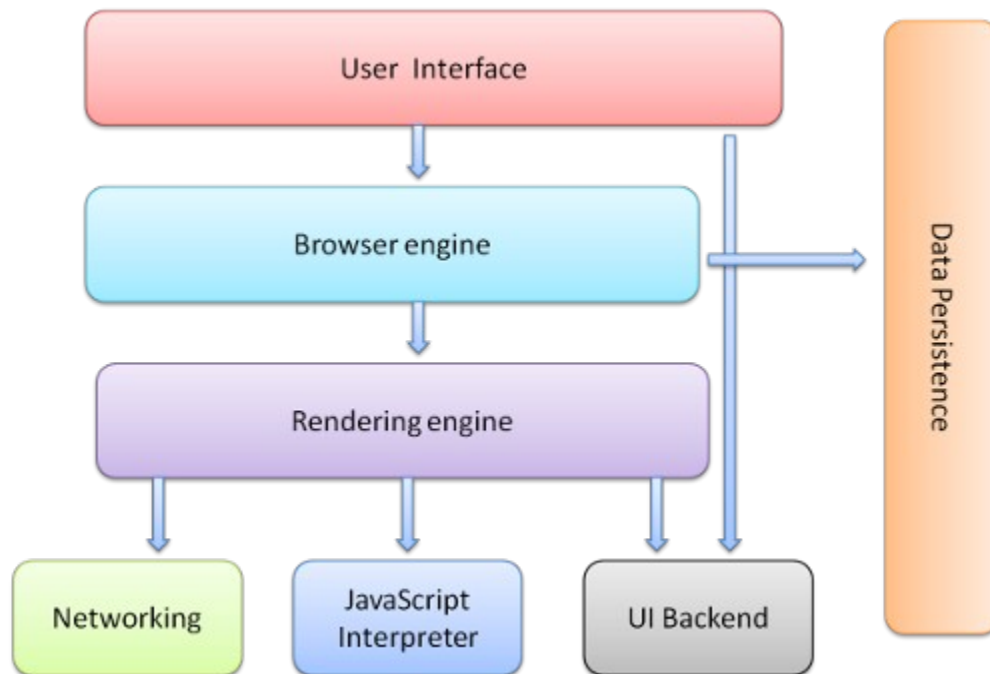 User Interface
Browser engine
Data Persistence
Rendering engine
Networking
JavaScript
Interpreter
UI Backend